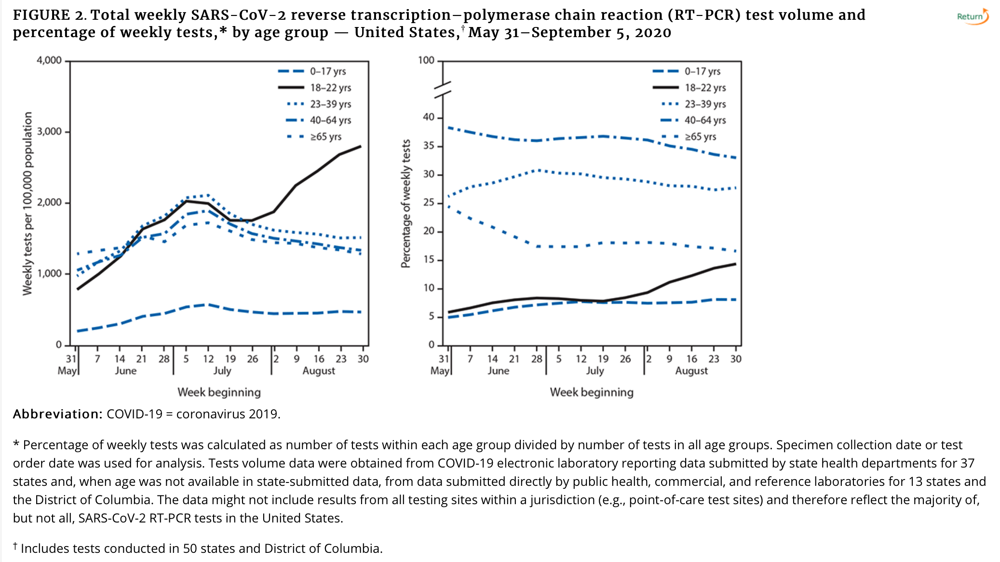 FIGURE 2. Total weekly SARS-CoV-2 reverse transcription–polymerase chain reaction (RT-PCR) test volume and
percentage of weekly tests,* by age group — United States,† May 31–September 5, 2020
Return
4,000
3,000
2,000
1,000
0
Weekly tests per 100,000 population
0–17 yrs
18–22 yrs
23–39 yrs
40–64 yrs
≥65 yrs
31 7 14 21 28 5 12 19 26 2 9 16 23 30
May June July August
Week beginning
100
40
35
30
25
20
15
10
5
0
Percentage of weekly tests
0–17 yrs
18–22 yrs
23–39 yrs
40–64 yrs
≥65 yrs
31 7 14 21 28 5 12 19 26 2 9 16 23 30
May June July August
Week beginning
Abbreviation: COVID-19 = coronavirus 2019.
* Percentage of weekly tests was calculated as number of tests within each age group divided by number of tests in all age groups. Specimen collection date or test
order date was used for analysis. Tests volume data were obtained from COVID-19 electronic laboratory reporting data submitted by state health departments for 37
states and, when age was not available in state-submitted data, from data submitted directly by public health, commercial, and reference laboratories for 13 states and
the District of Columbia. The data might not include results from all testing sites within a jurisdiction (e.g., point-of-care test sites) and therefore reflect the majority of,
but not all, SARS-CoV-2 RT-PCR tests in the United States.
† Includes tests conducted in 50 states and District of Columbia.